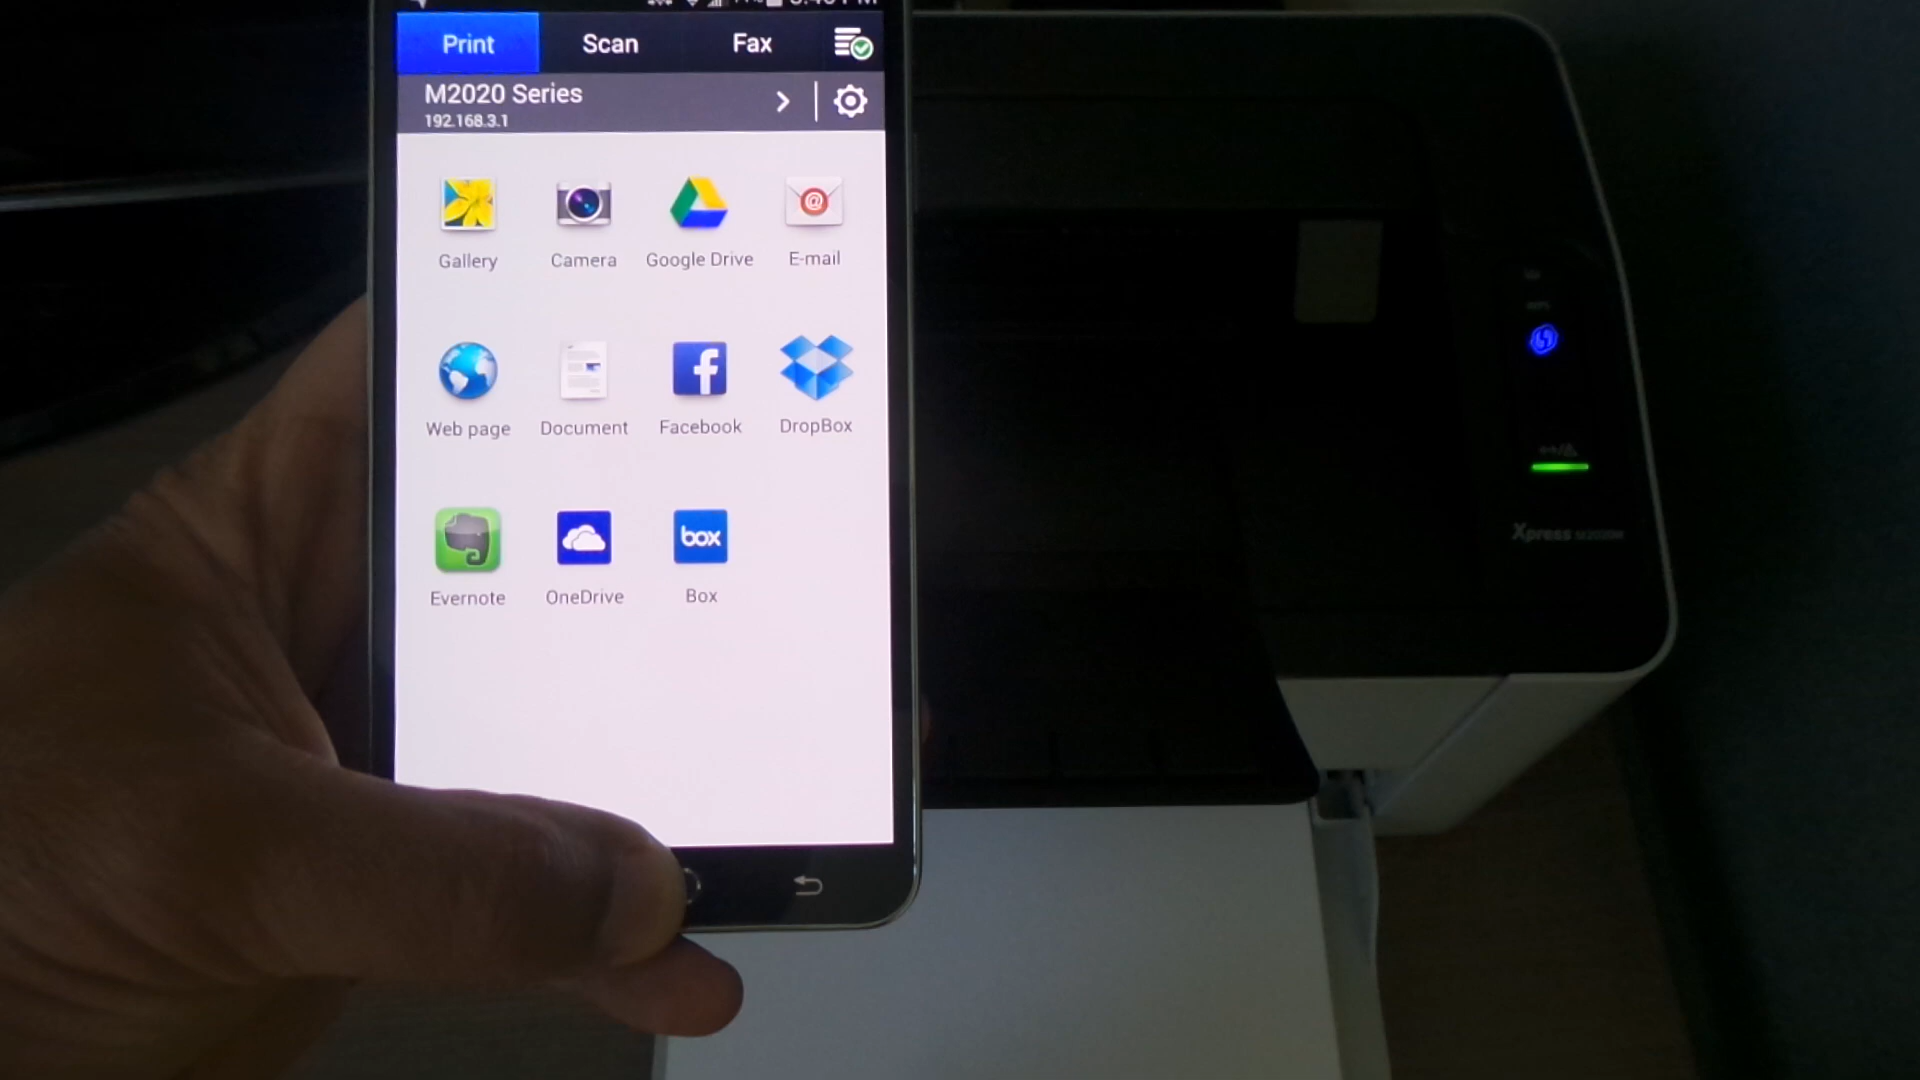 Print Scan Fax
M2020 Series
192.168.3.1
@
Gallery Camera Google Drive E-mail
f
Web page Document Facebook DropBox
box
Evernote OneDrive Box
Xpress M2020W